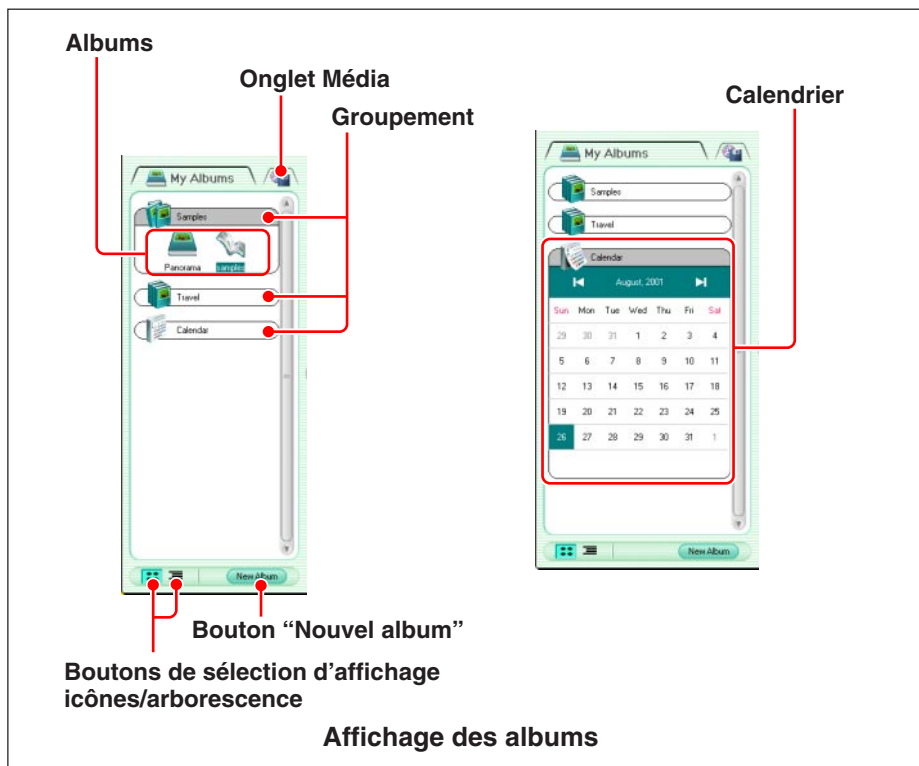 Albums
Onglet Média
Groupement
Calendrier
My Albums
Samples
Panorama
samples
Travel
Calendar
New Album
My Albums
Samples
Travel
Calendar
August, 2001
Sun Mon Tue Wed Thu Fri Sat
29 30 31 1 2 3 4
5 6 7 8 9 10 11
12 13 14 15 16 17 18
19 20 21 22 23 24 25
26 27 28 29 30 31 1
New Album
Bouton “Nouvel album”
Boutons de sélection d’affichage
icônes/arborescence
Affichage des albums